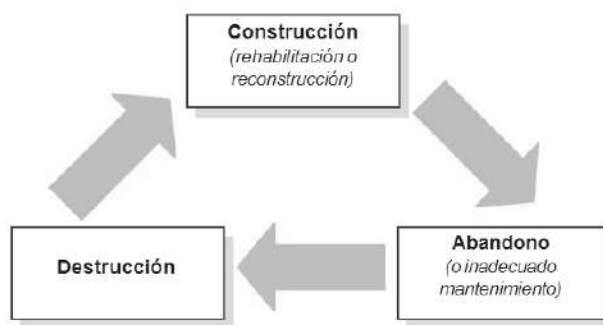 Construcción
(rehabilitación o
reconstrucción)
Destrucción
Abandono
(o inadecuado
mantenimiento)